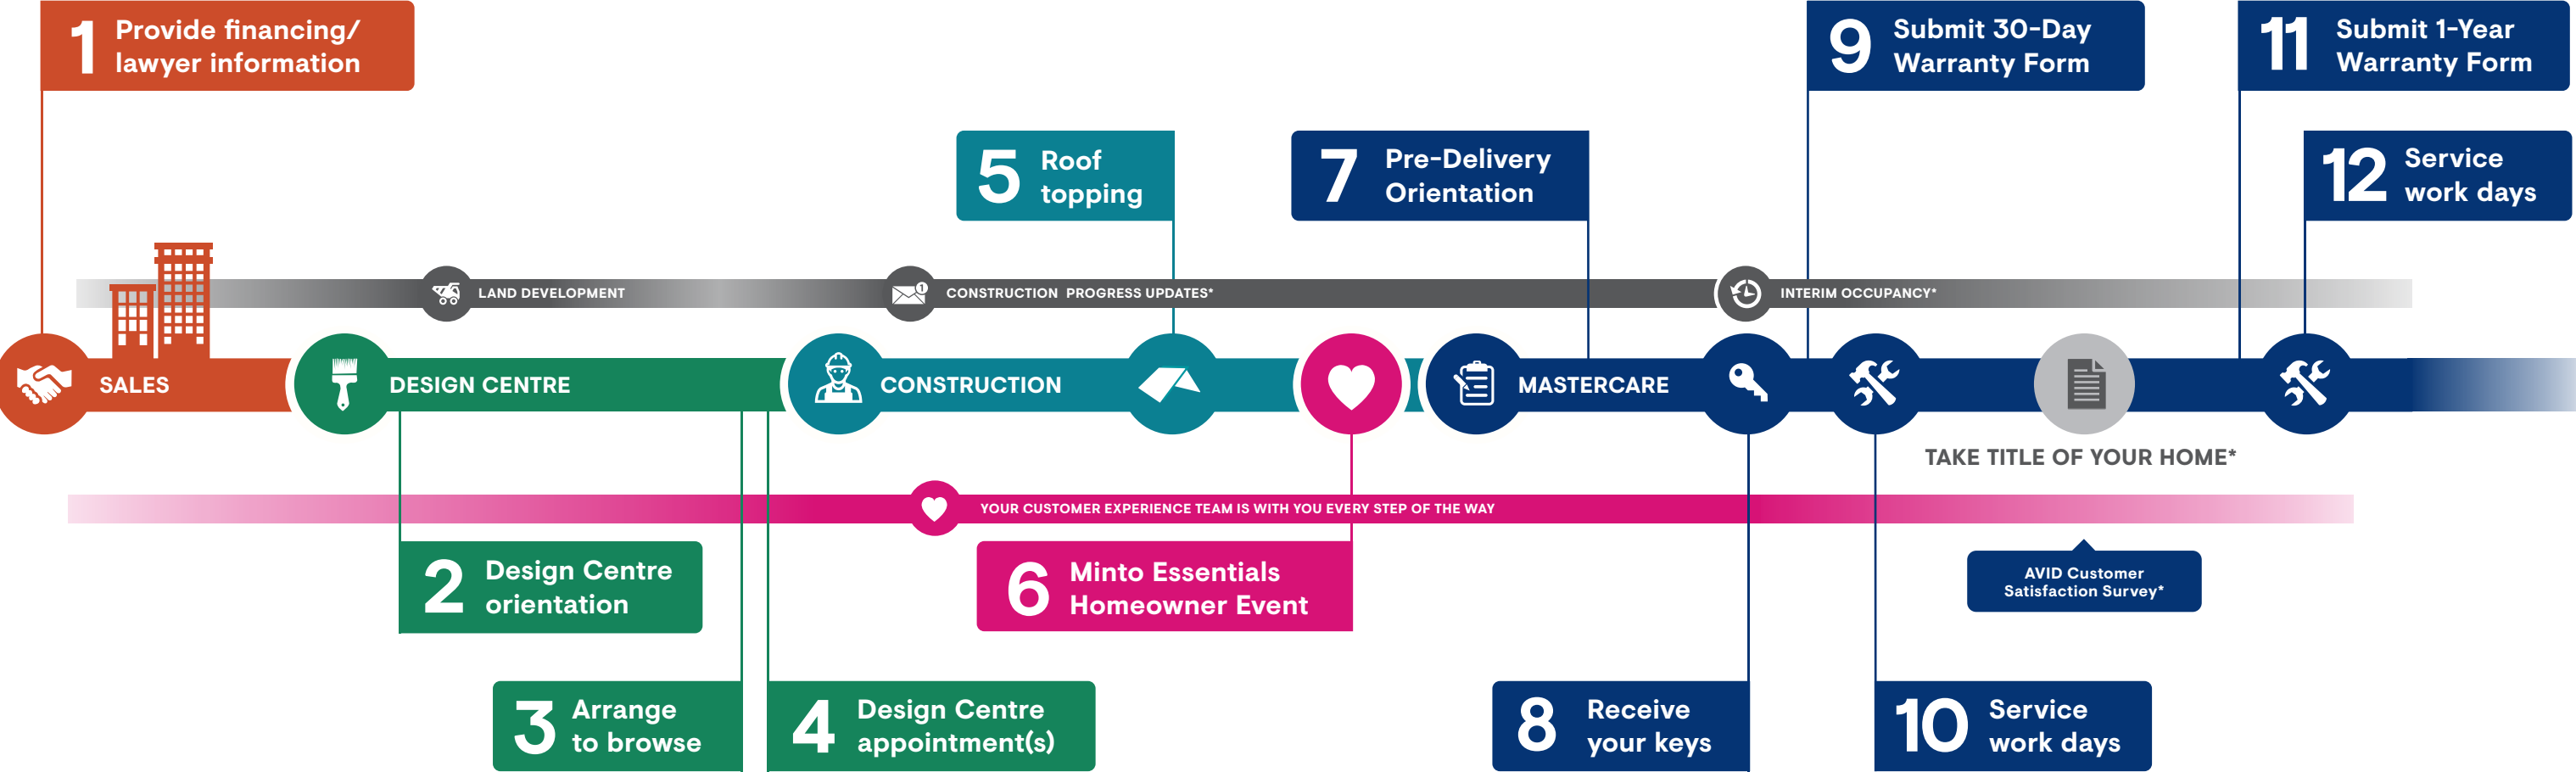 1 Provide financing/
lawyer information
9 Submit 30-Day
Warranty Form
11 Submit 1-Year
Warranty Form
5 Roof
topping
7 Pre-Delivery
Orientation
12 Service
work days
LAND DEVELOPMENT
1
CONSTRUCTION PROGRESS UPDATES*
INTERIM OCCUPANCY*
SALES
DESIGN CENTRE
CONSTRUCTION
MASTERCARE
TAKE TITLE OF YOUR HOME*
YOUR CUSTOMER EXPERIENCE TEAM IS WITH YOU EVERY STEP OF THE WAY
2 Design Centre
orientation
6 Minto Essentials
Homeowner Event
AVID Customer
Satisfaction Survey*
3 Arrange
to browse
4 Design Centre
appointment(s)
8 Receive
your keys
10 Service
work days